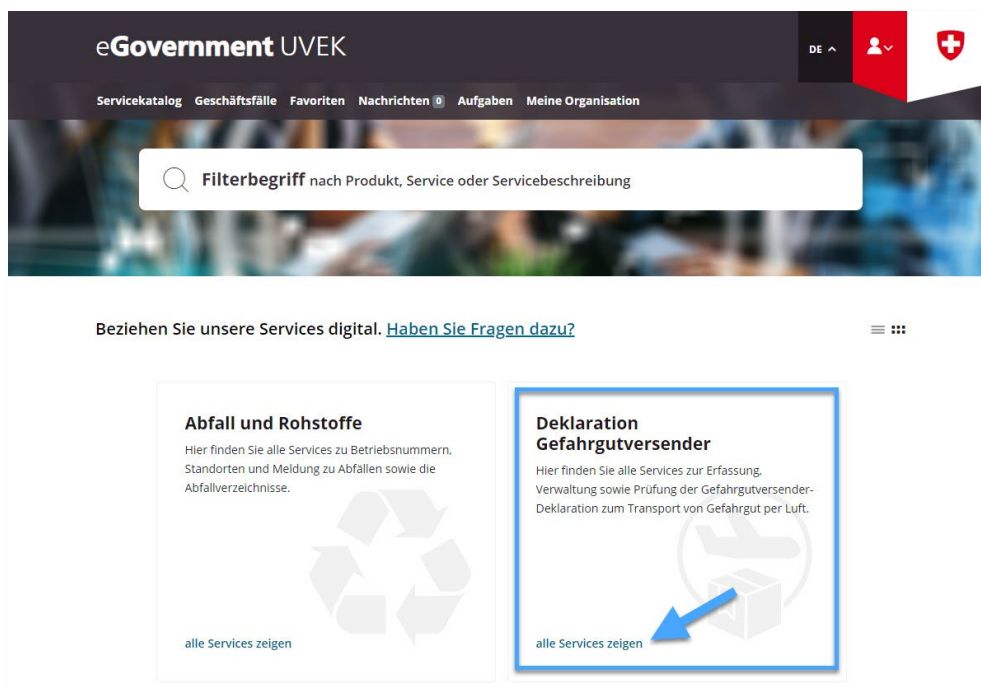 eGovernment UVEK
DE
Servicekatalog Geschäftsfälle Favoriten Nachrichten 0 Aufgaben Meine Organisation
Filterbegriff nach Produkt, Service oder Servicebeschreibung
Beziehen Sie unsere Services digital. Haben Sie Fragen dazu?
Abfall und Rohstoffe
Hier finden Sie alle Services zu Betriebsnummern,
Standorten und Meldung zu Abfällen sowie die
Abfallverzeichnisse.
alle Services zeigen
Deklaration
Gefahrgutversender
Hier finden Sie alle Services zur Erfassung,
Verwaltung sowie Prüfung der Gefahrgutversender-
Deklaration zum Transport von Gefahrgut per Luft.
alle Services zeigen